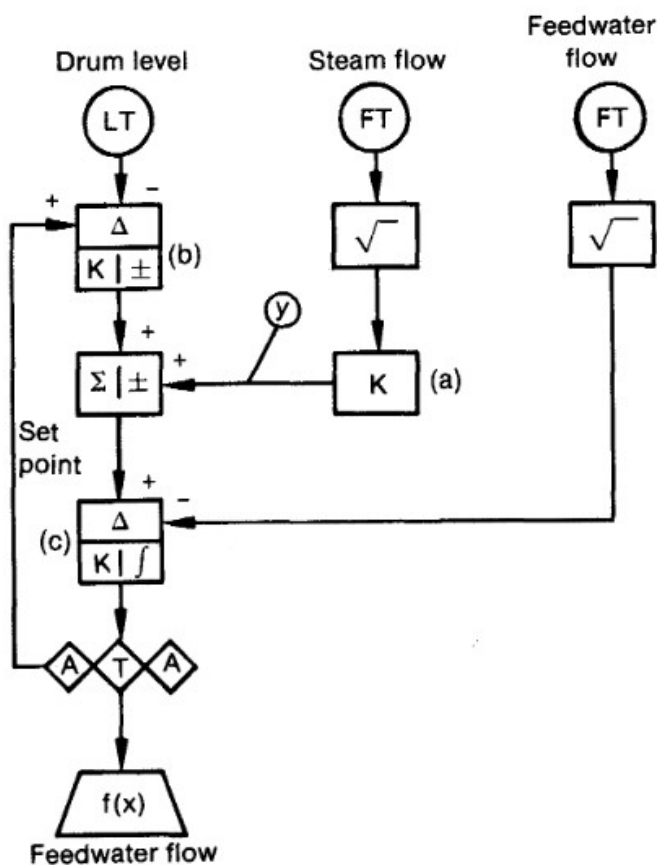 Drum level
Steam flow
Feedwater
flow
LT
FT
FT
+
−
Δ
√
√
K | ±
(b)
y
+
+
Σ | ±
K
(a)
Set
point
+
−
Δ
(c)
K | ∫
A
T
A
f(x)
Feedwater flow